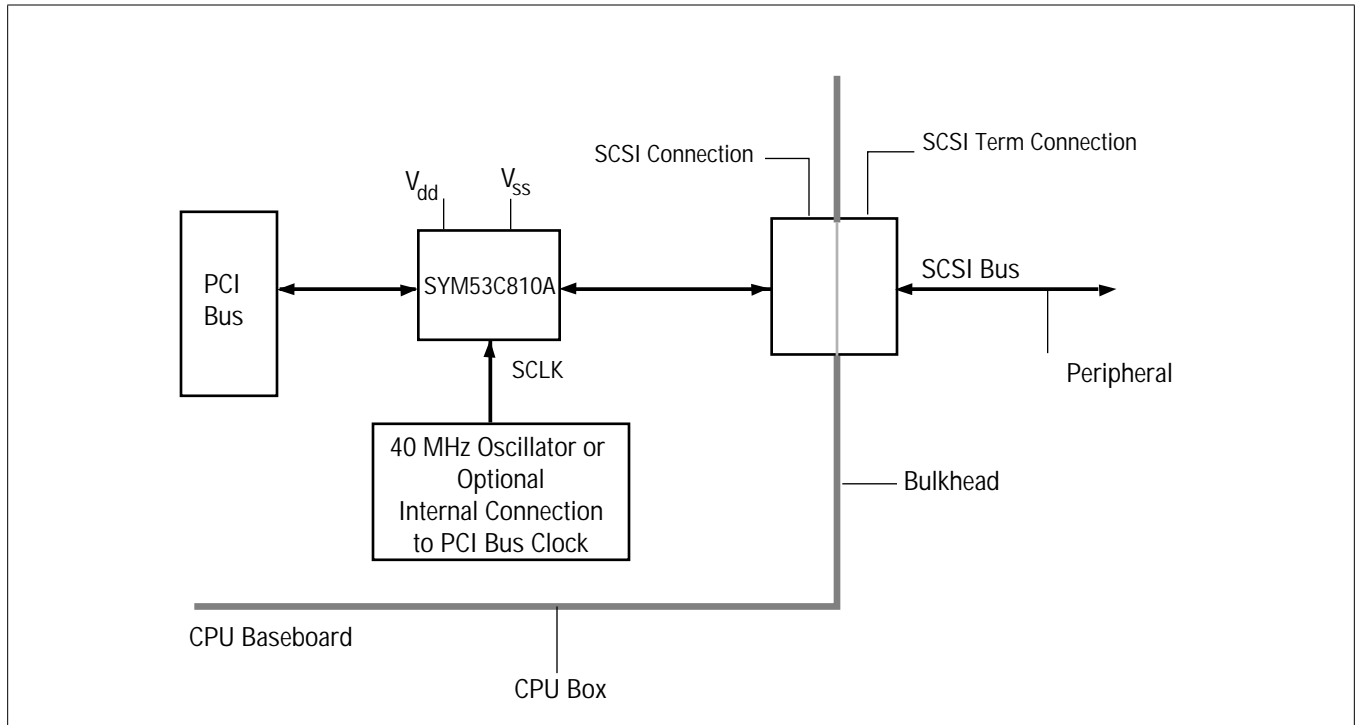 SCSI Connection
SCSI Term Connection
Vdd
Vss
PCI
Bus
SYM53C810A
SCSI Bus
SCLK
Peripheral
40 MHz Oscillator or
Optional
Internal Connection
to PCI Bus Clock
Bulkhead
CPU Baseboard
CPU Box